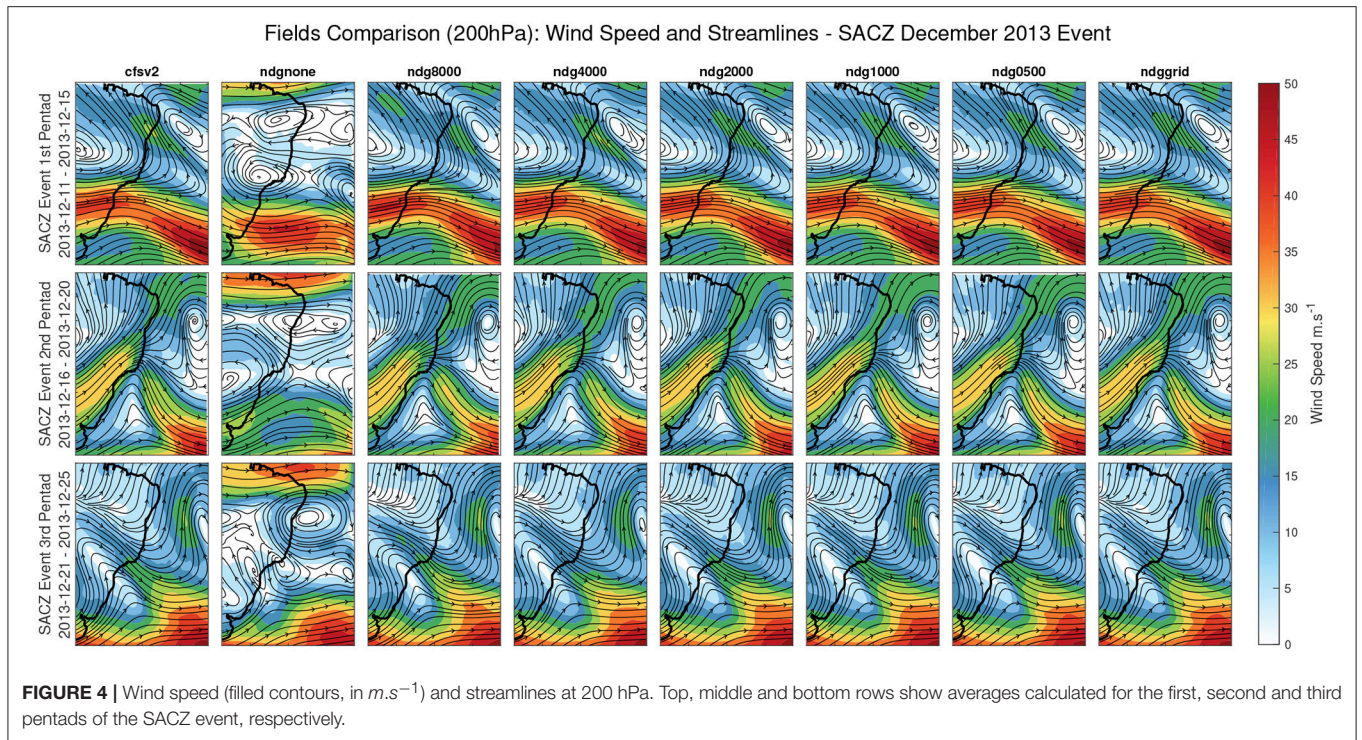 Fields Comparison (200hPa): Wind Speed and Streamlines - SACZ December 2013 Event
cfsv2 ndgnone ndg8000 ndg4000 ndg2000 ndg1000 ndg0500 ndggrid
SACZ Event 1st Pentad
2013-12-11 - 2013-12-15
SACZ Event 2nd Pentad
2013-12-16 - 2013-12-20
SACZ Event 3rd Pentad
2013-12-21 - 2013-12-25
50
45
40
35
30
25
20
15
10
5
0
Wind Speed m.s⁻¹
FIGURE 4 | Wind speed (filled contours, in m.s⁻¹) and streamlines at 200 hPa. Top, middle and bottom rows show averages calculated for the first, second and third
pentads of the SACZ event, respectively.